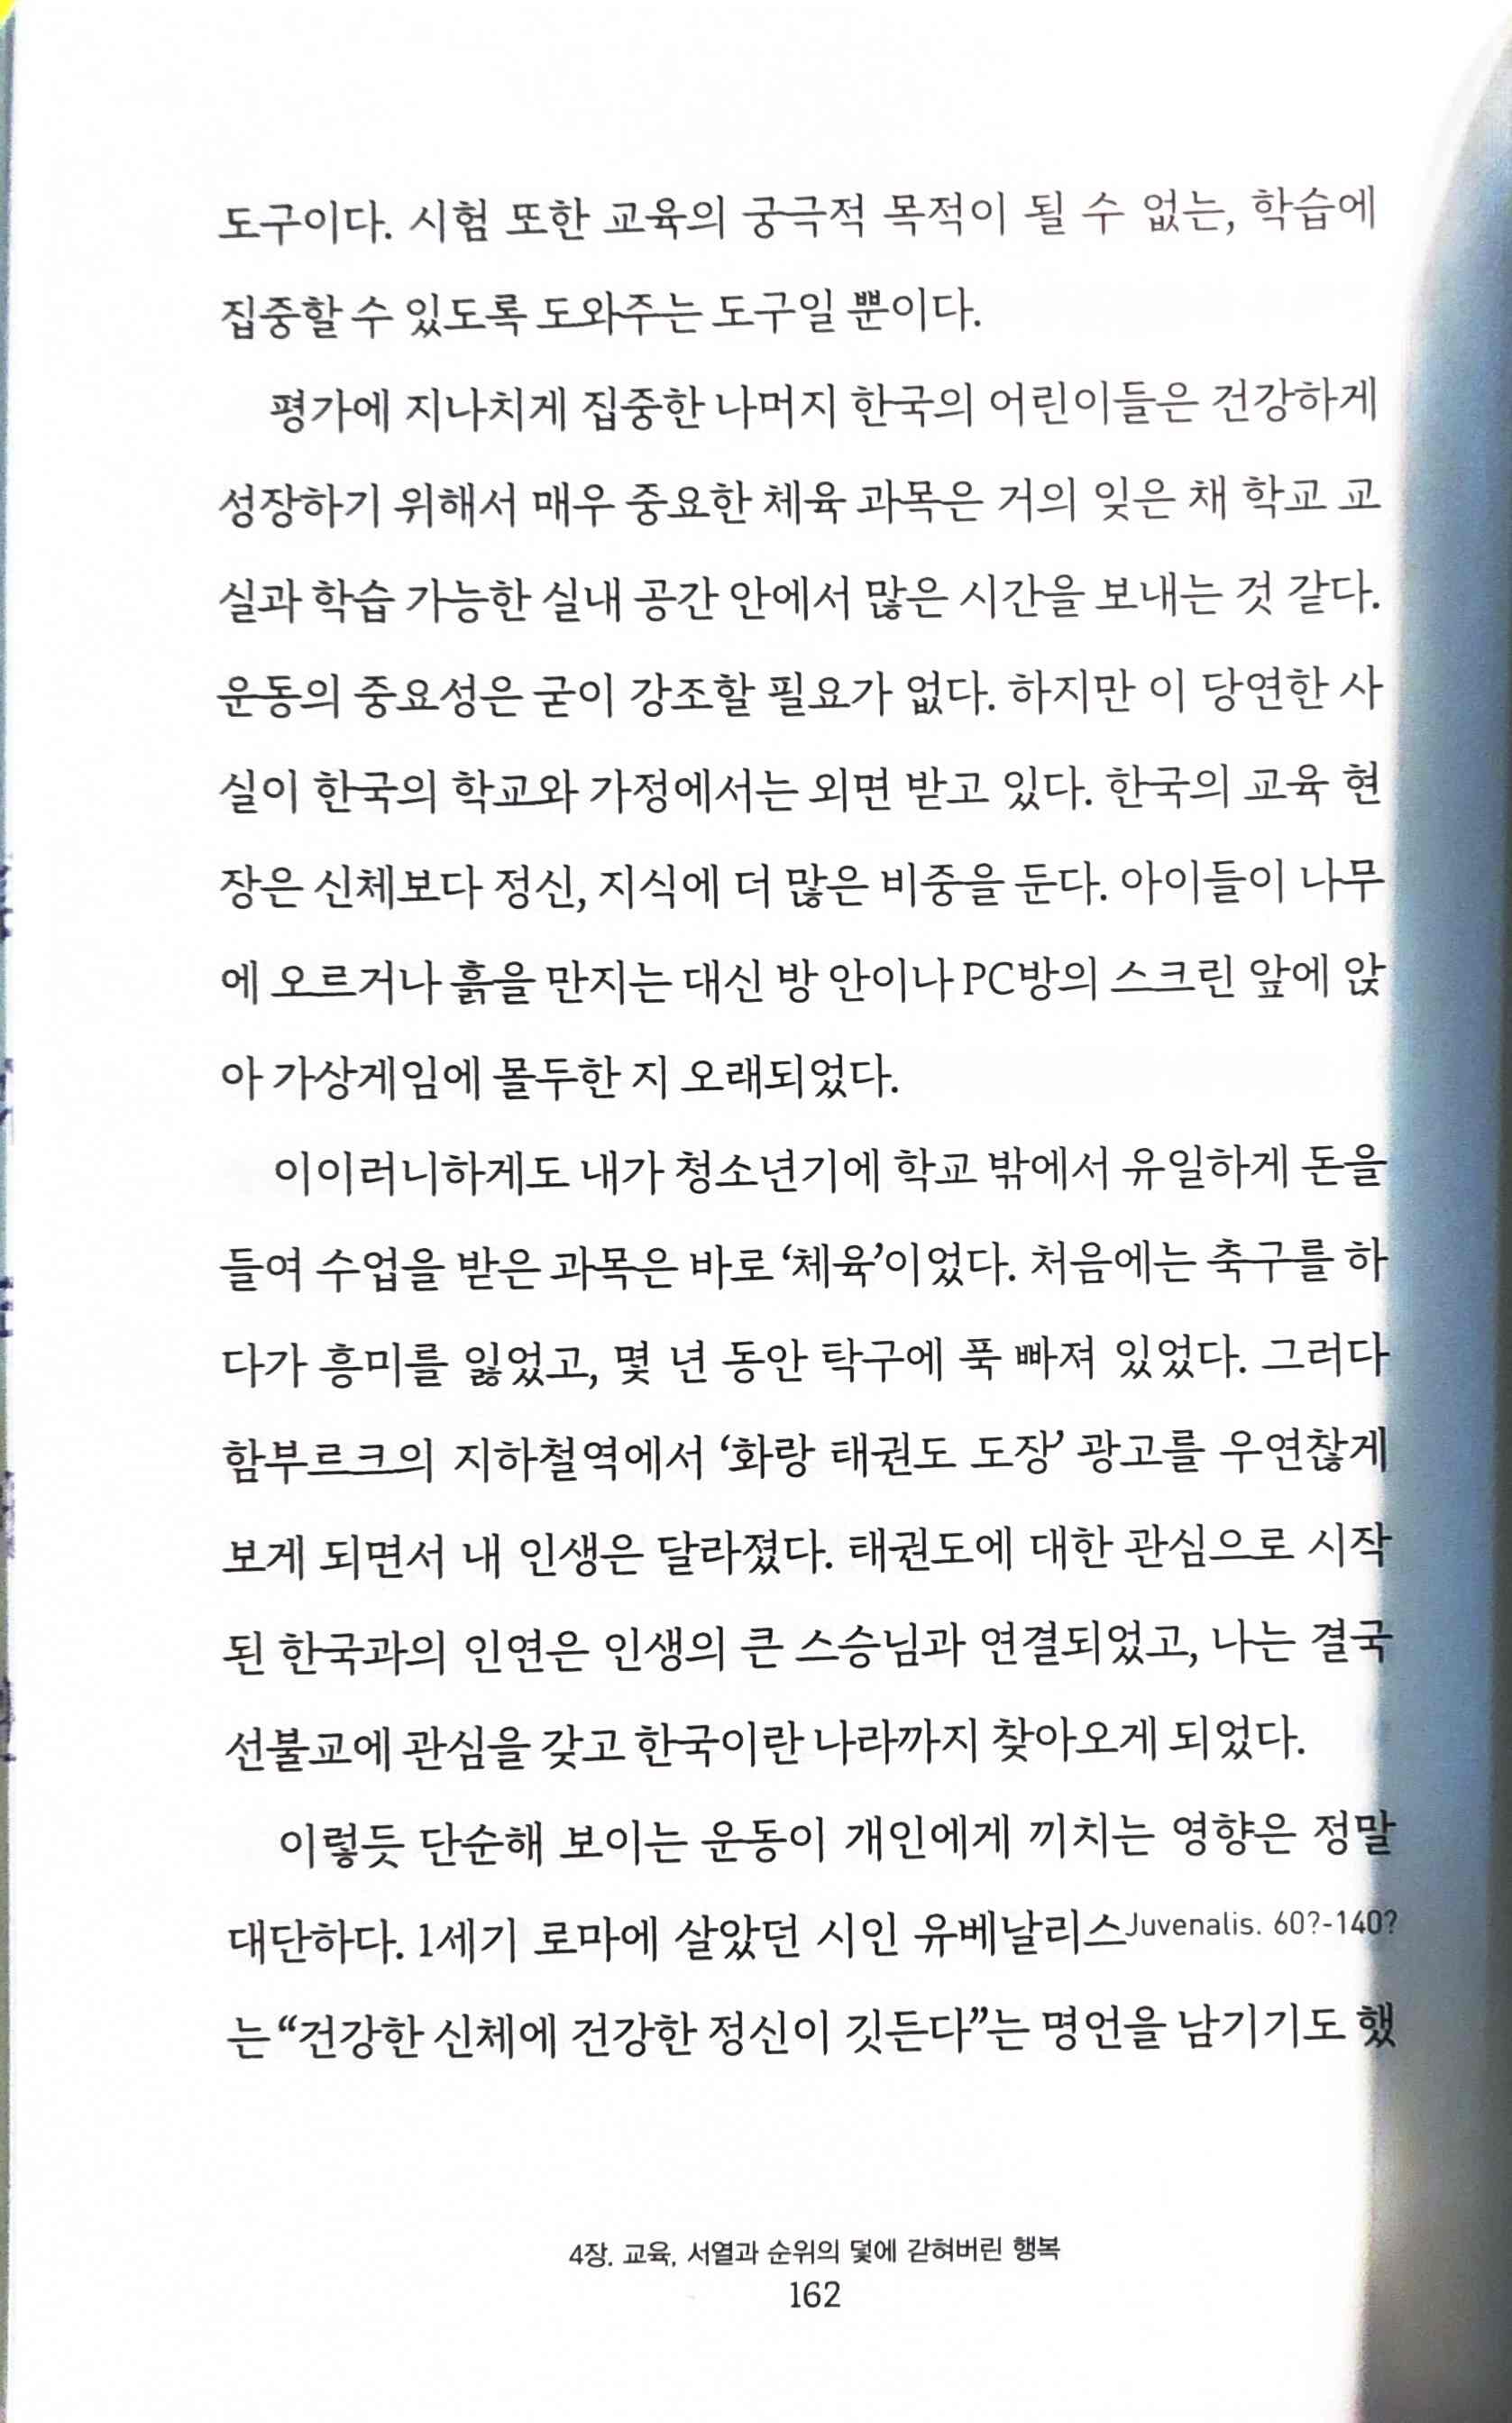 도구이다. 시험 또한 교육의 궁극적 목적이 될 수 없는, 학습에
집중할 수 있도록 도와주는 도구일 뿐이다.
평가에 지나치게 집중한 나머지 한국의 어린이들은 건강하게
성장하기 위해서 매우 중요한 체육 과목은 거의 잊은 채 학교 교
실과 학습 가능한 실내 공간 안에서 많은 시간을 보내는 것 같다.
운동의 중요성은 굳이 강조할 필요가 없다. 하지만 이 당연한 사
실이 한국의 학교와 가정에서는 외면 받고 있다. 한국의 교육 현
장은 신체보다 정신, 지식에 더 많은 비중을 둔다. 아이들이 나무
에 오르거나 흙을 만지는 대신 방 안이나 PC방의 스크린 앞에 앉
아 가상게임에 몰두한 지 오래되었다.
이이러니하게도 내가 청소년기에 학교 밖에서 유일하게 돈을
들여 수업을 받은 과목은 바로 ‘체육’이었다. 처음에는 축구를 하
다가 흥미를 잃었고, 몇 년 동안 탁구에 푹 빠져 있었다. 그러다
함부르크의 지하철역에서 ‘화랑 태권도 도장’ 광고를 우연찮게
보게 되면서 내 인생은 달라졌다. 태권도에 대한 관심으로 시작
된 한국과의 인연은 인생의 큰 스승님과 연결되었고, 나는 결국
선불교에 관심을 갖고 한국이란 나라까지 찾아오게 되었다.
이렇듯 단순해 보이는 운동이 개인에게 끼치는 영향은 정말
대단하다. 1세기 로마에 살았던 시인 유베날리스Juvenalis. 60?-140?
는 “건강한 신체에 건강한 정신이 깃든다”는 명언을 남기기도 했
4장. 교육, 서열과 순위의 덫에 갇혀버린 행복
162